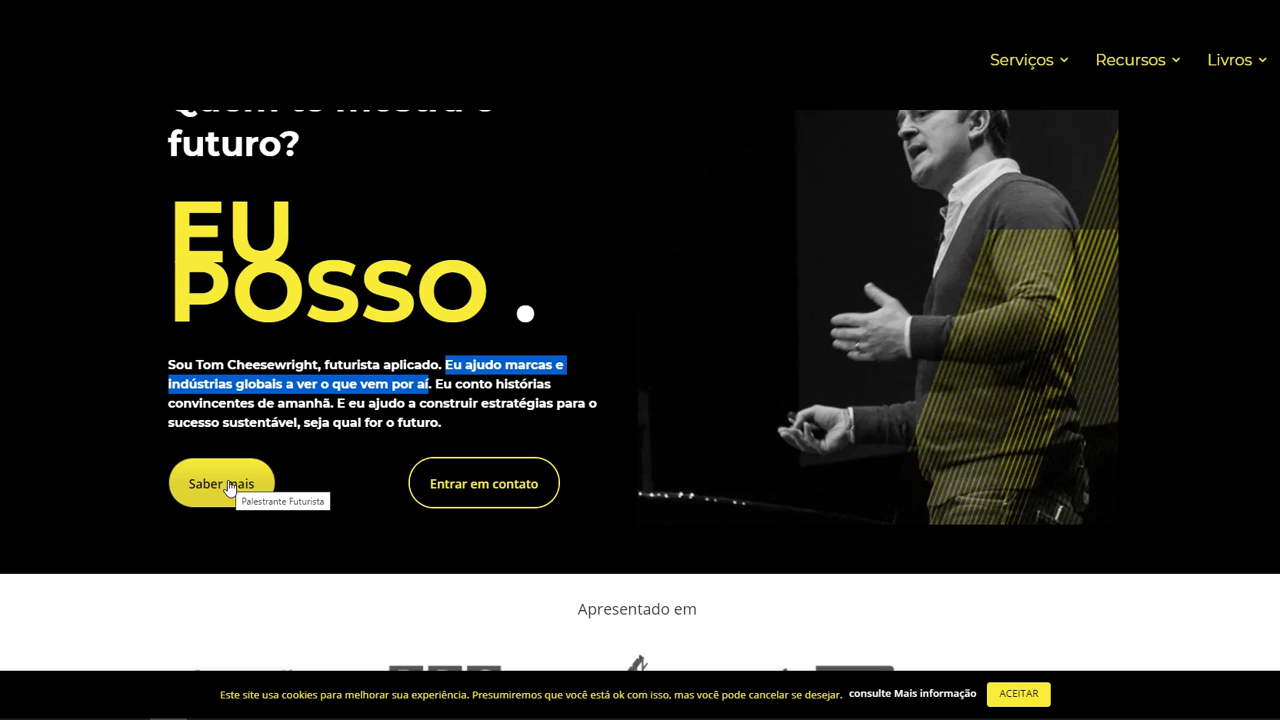 Serviços
Recursos
Livros
futuro?
EU
POSSO .
Sou Tom Cheesewright, futurista aplicado. Eu ajudo marcas e
indústrias globais a ver o que vem por aí. Eu conto histórias
convincentes de amanhã. E eu ajudo a construir estratégias para o
sucesso sustentável, seja qual for o futuro.
Saber mais
Entrar em contato
Palestrante Futurista
Apresentado em
Este site usa cookies para melhorar sua experiência. Presumiremos que você está ok com isso, mas você pode cancelar se desejar. consulte Mais informação
ACEITAR